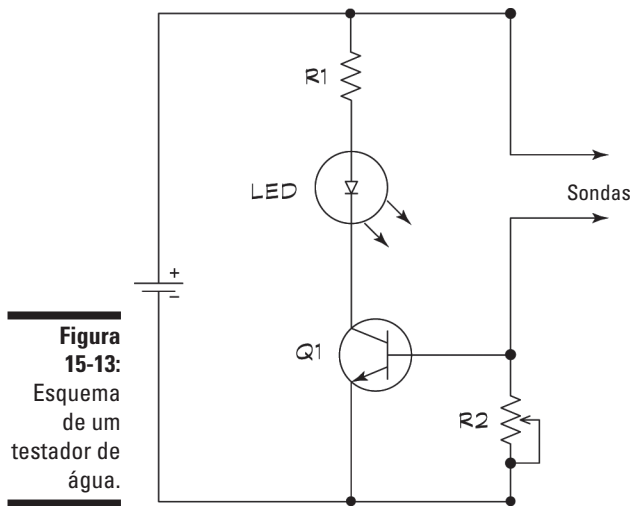 R1
LED
Sondas
+
−
Q1
R2
Figura
15-13:
Esquema
de um
testador de
água.